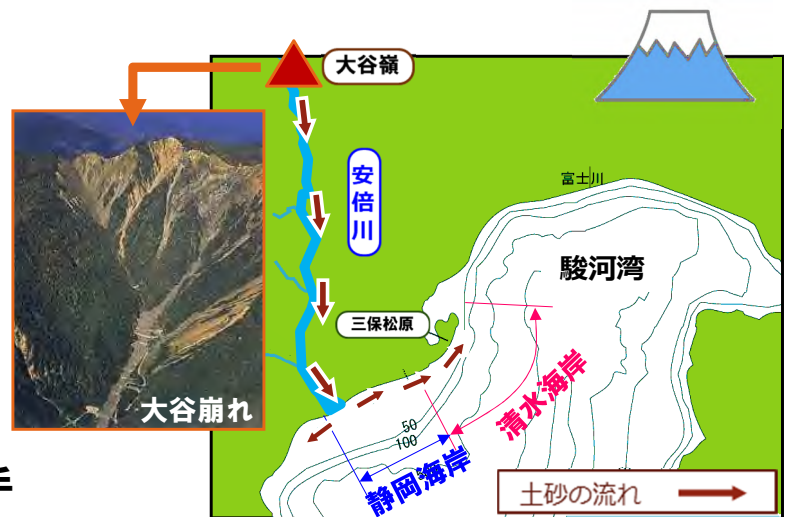 大谷嶺
安倍川
富士川
駿河湾
三保松原
大谷崩れ
清水海岸
50
100
静岡海岸
土砂の流れ